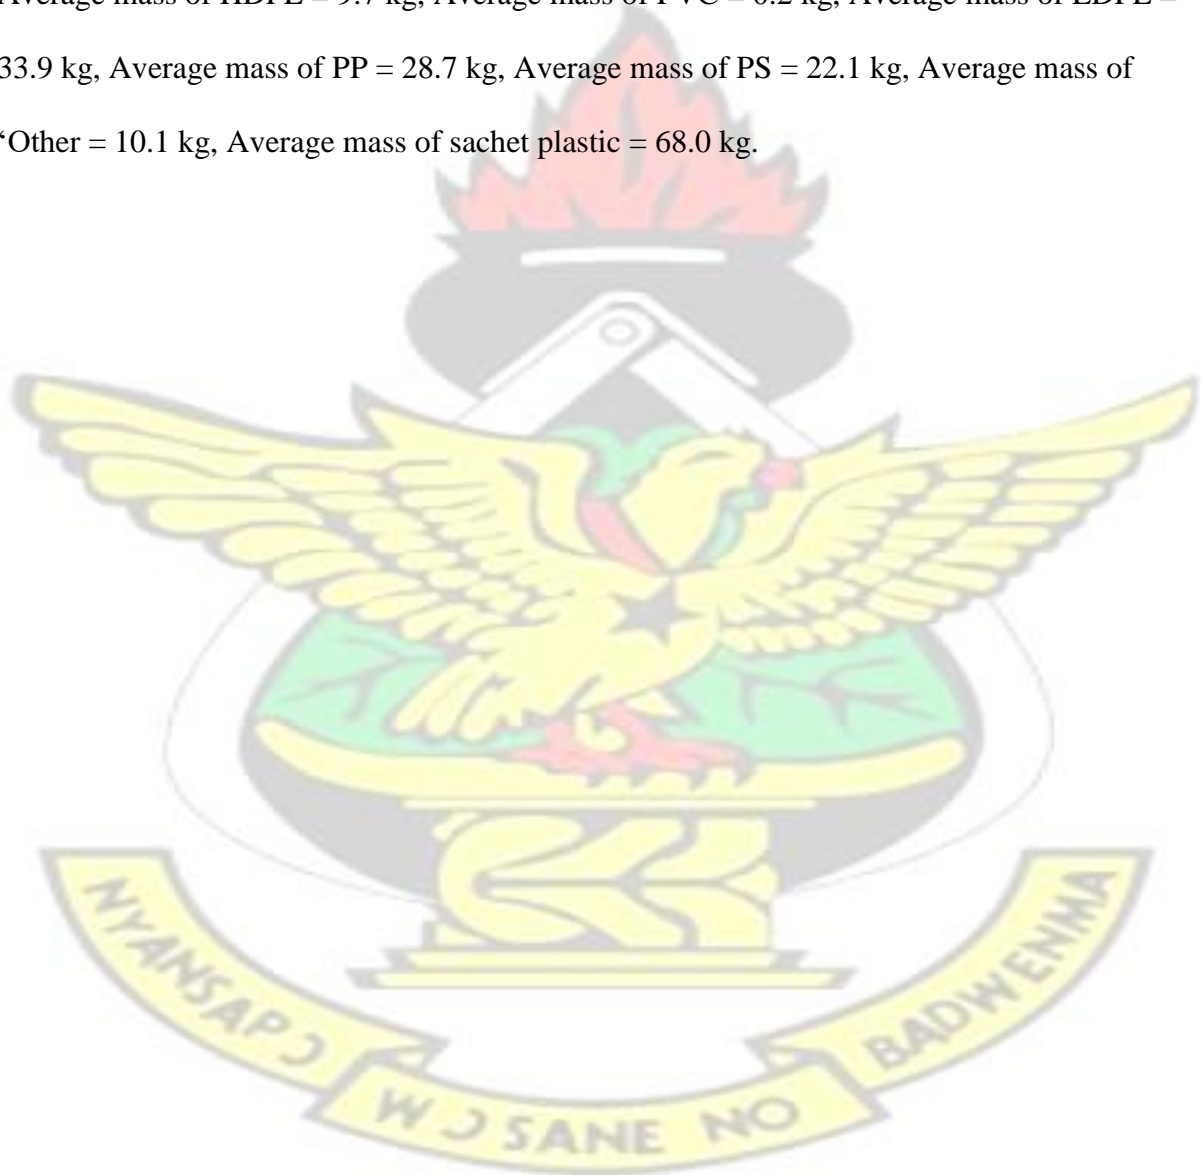 Average mass of HDPE = 9.7 kg, Average mass of PVC = kg, Average mass of LDPE =
33.9 kg, Average mass of PP = 28.7 kg, Average mass of PS = 22.1 kg, Average mass of
‘Other = 10.1 kg, Average mass of sachet plastic = 68.0 kg.
NYANSAPƆ
WƆSANE NO
BADWENMA